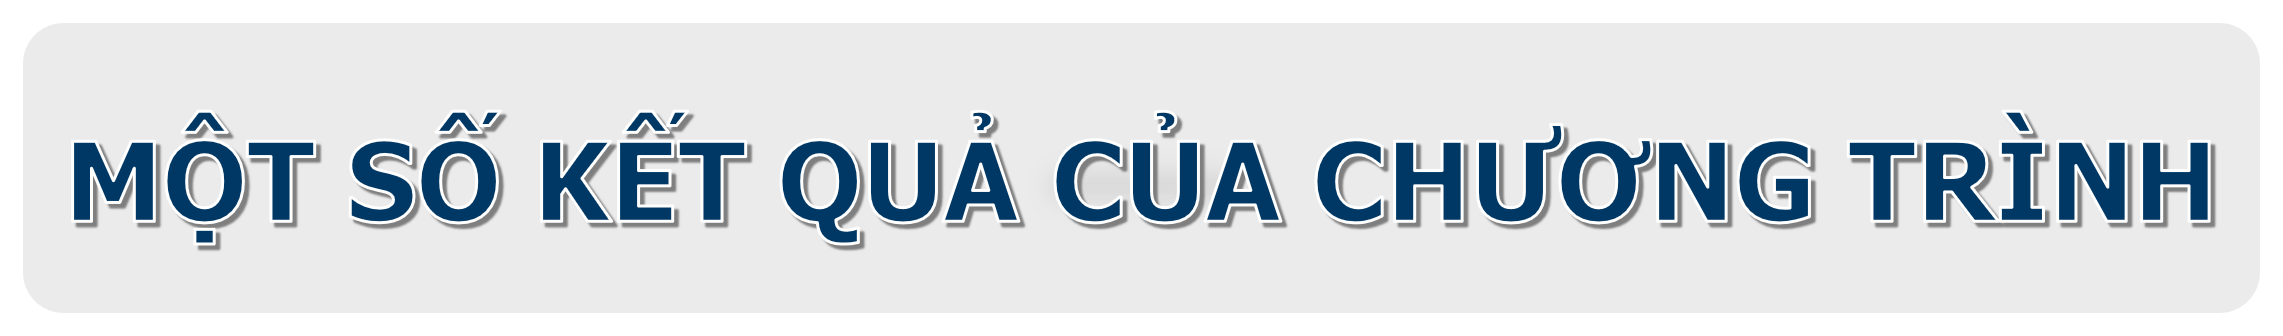 MỘT SỐ KẾT QUẢ CỦA CHƯƠNG TRÌNH